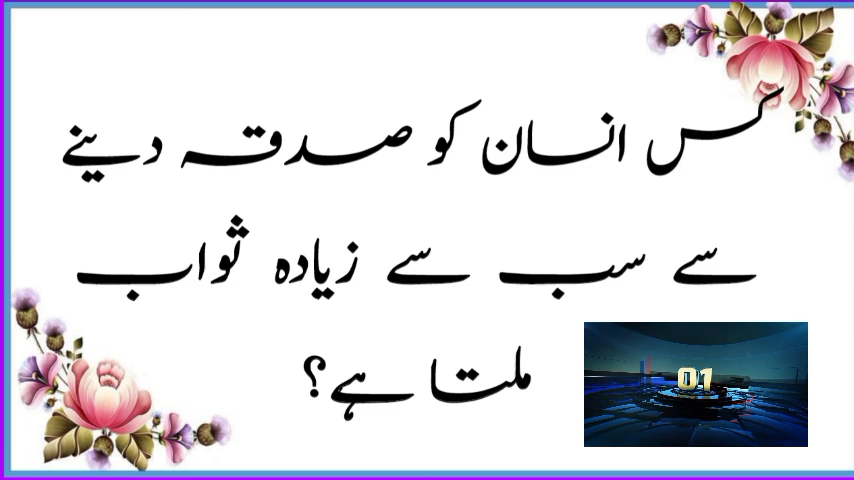 کس انسان کو صدقہ دینے
سے سب سے زیادہ ثواب
ملتا ہے؟
01